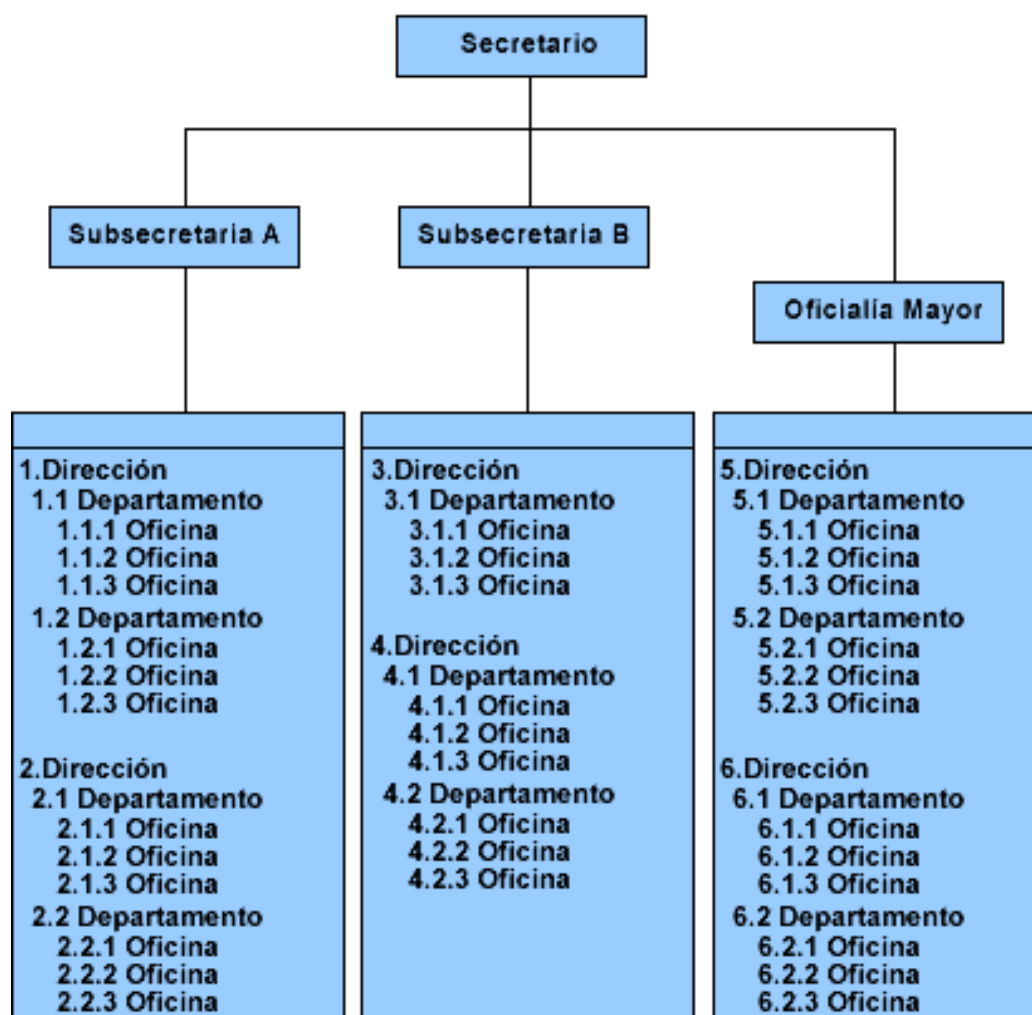 Secretario
Subsecretaria A
Subsecretaria B
Oficialía Mayor
1.Dirección
1.1 Departamento
1.1.1 Oficina
1.1.2 Oficina
1.1.3 Oficina
1.2 Departamento
1.2.1 Oficina
1.2.2 Oficina
1.2.3 Oficina
2.Dirección
2.1 Departamento
2.1.1 Oficina
2.1.2 Oficina
2.1.3 Oficina
2.2 Departamento
2.2.1 Oficina
2.2.2 Oficina
2.2.3 Oficina
3.Dirección
3.1 Departamento
3.1.1 Oficina
3.1.2 Oficina
3.1.3 Oficina
4.Dirección
4.1 Departamento
4.1.1 Oficina
4.1.2 Oficina
4.1.3 Oficina
4.2 Departamento
4.2.1 Oficina
4.2.2 Oficina
4.2.3 Oficina
5.Dirección
5.1 Departamento
5.1.1 Oficina
5.1.2 Oficina
5.1.3 Oficina
5.2 Departamento
5.2.1 Oficina
5.2.2 Oficina
5.2.3 Oficina
6.Dirección
6.1 Departamento
6.1.1 Oficina
6.1.2 Oficina
6.1.3 Oficina
6.2 Departamento
6.2.1 Oficina
6.2.2 Oficina
6.2.3 Oficina